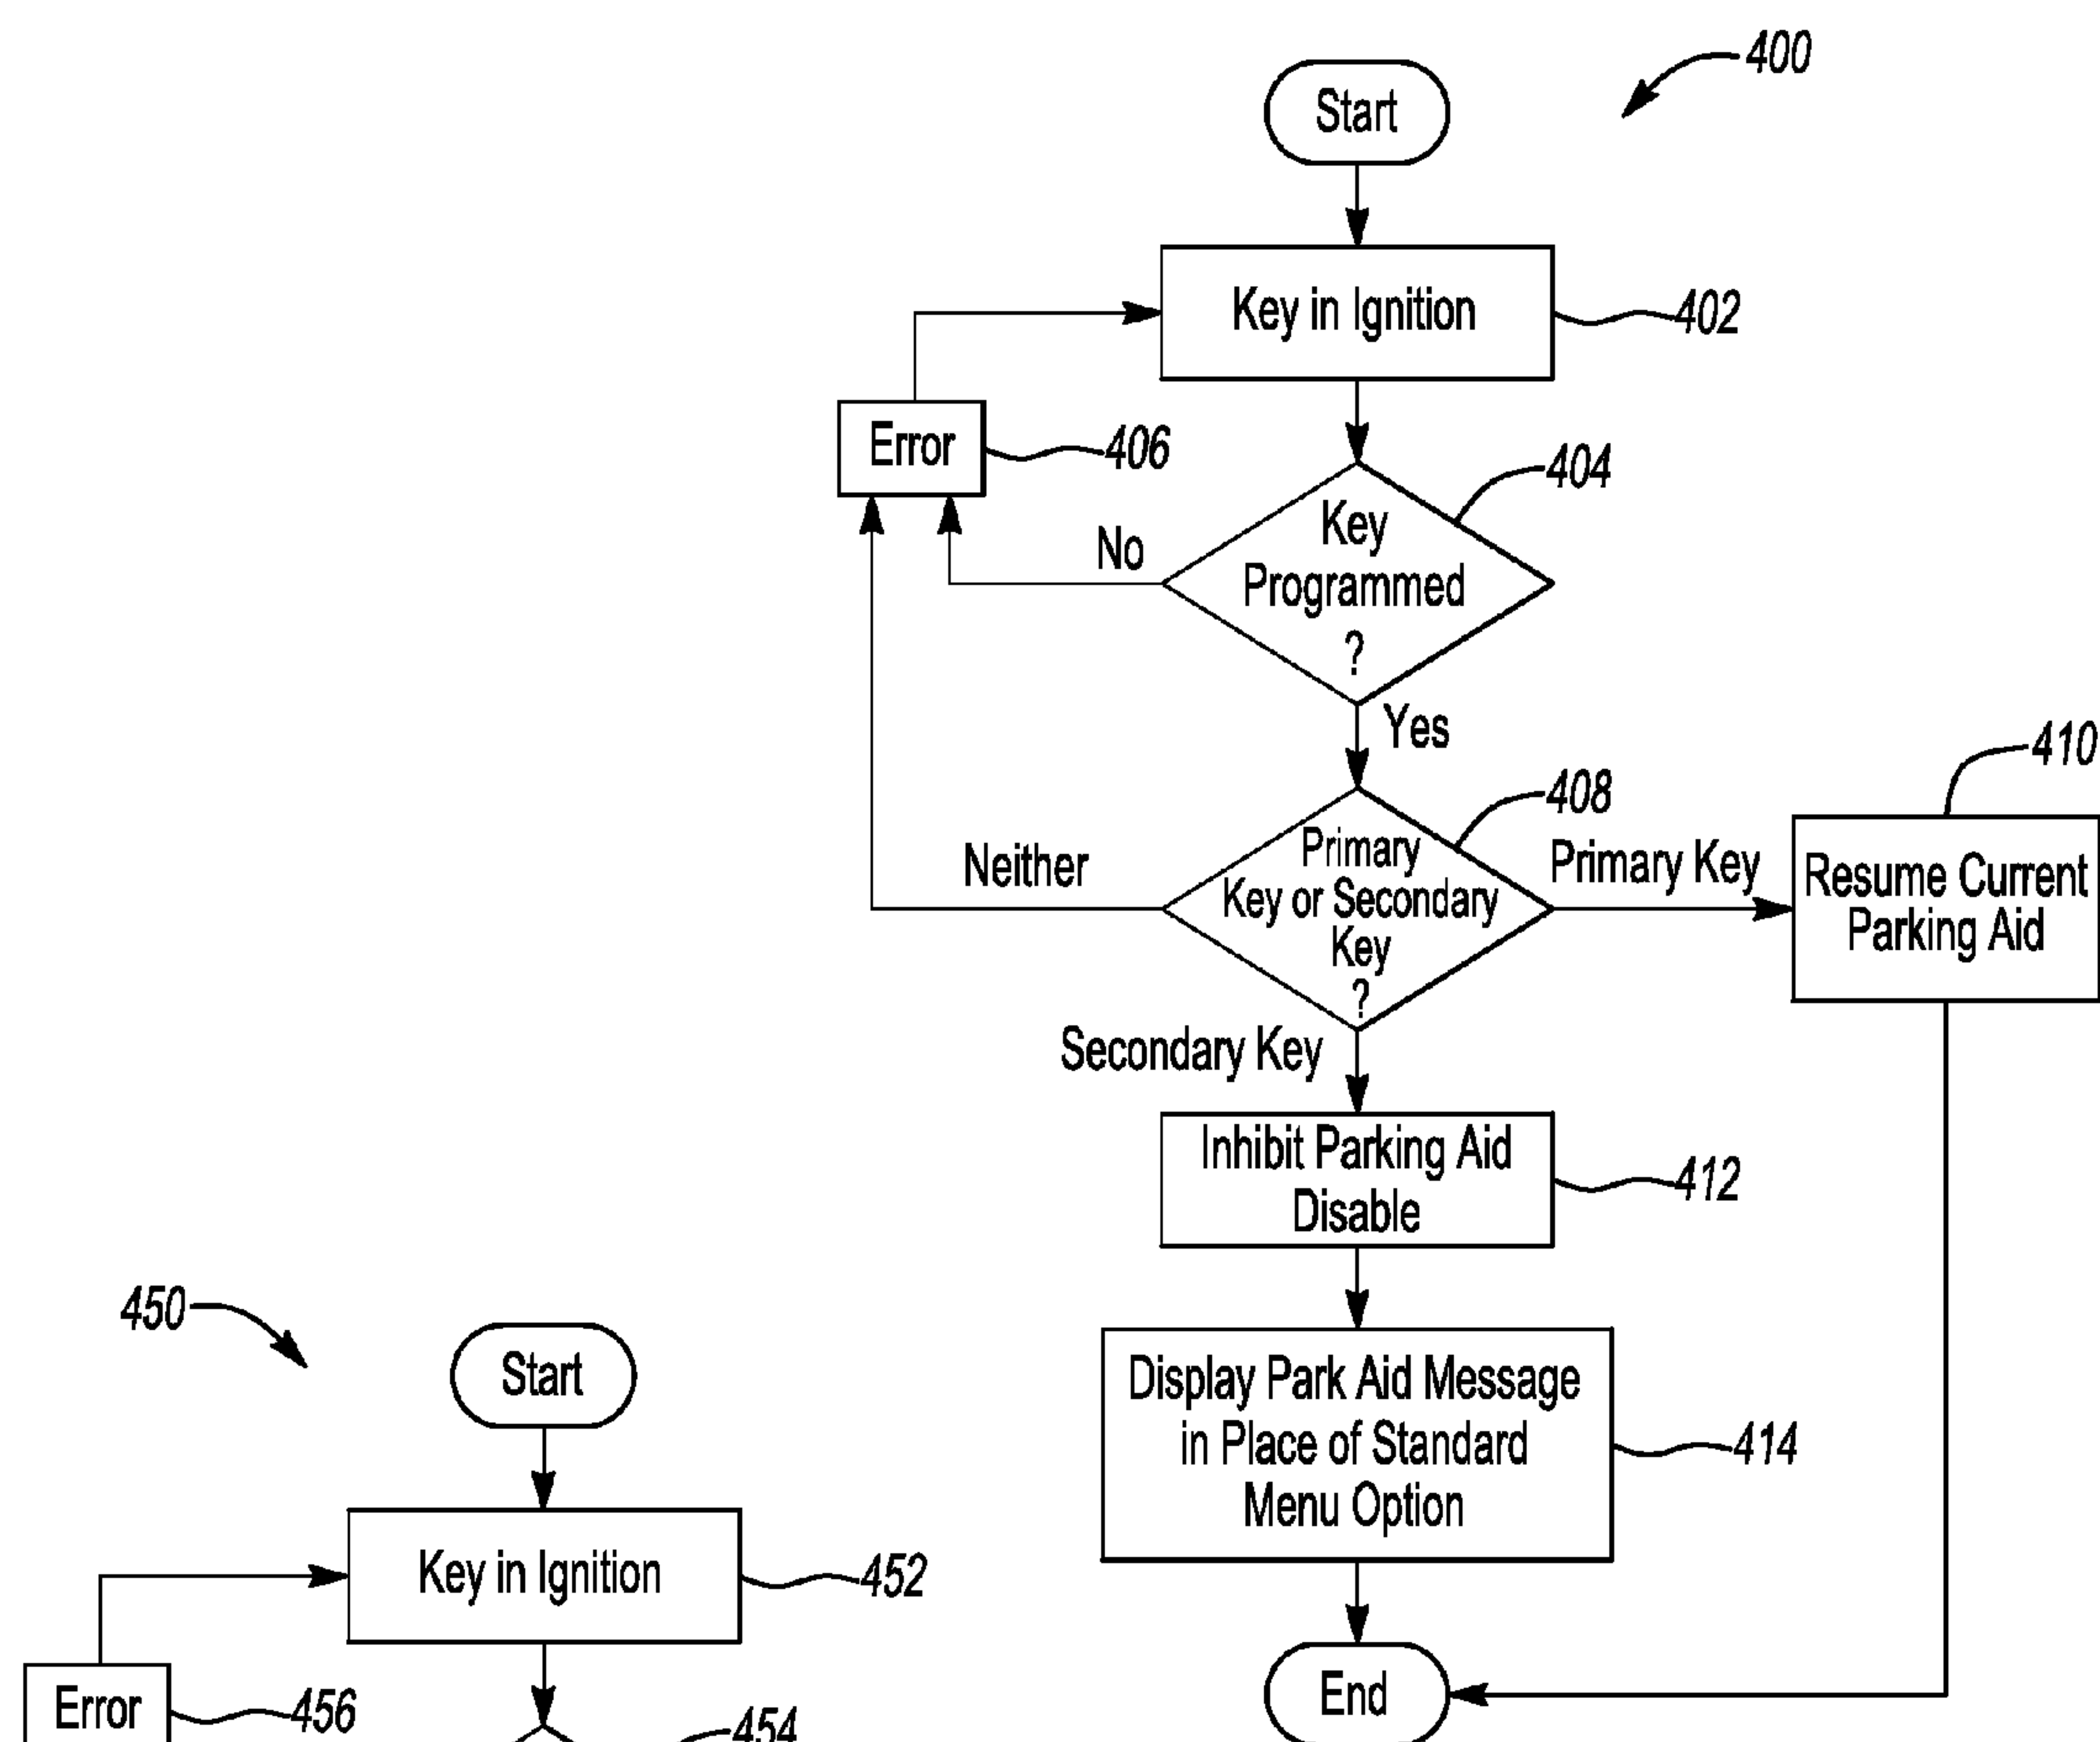 400
Start
Key in Ignition
402
Error
406
404
Key
Programmed
?
No
Yes
410
408
Primary
Key or Secondary
Key
?
Neither
Primary Key
Resume Current
Parking Aid
Secondary Key
Inhibit Parking Aid
Disable
412
Display Park Aid Message
in Place of Standard
Menu Option
414
End
450
Start
Key in Ignition
452
Error
456
454